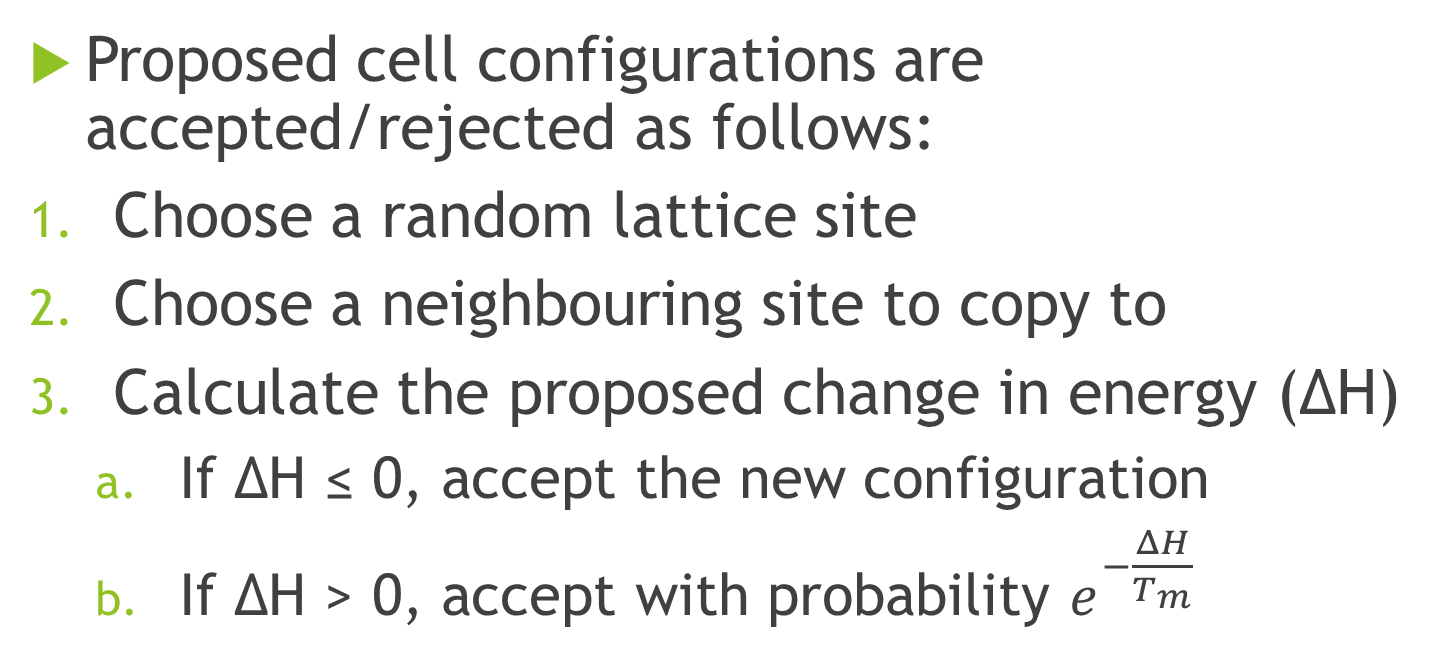 ▶ Proposed cell configurations are
accepted/rejected as follows:
1. Choose a random lattice site
2. Choose a neighbouring site to copy to
3. Calculate the proposed change in energy (ΔH)
a. If ΔH ≤ 0, accept the new configuration
b. If ΔH > 0, accept with probability e^{-\frac{ΔH}{Tm}}